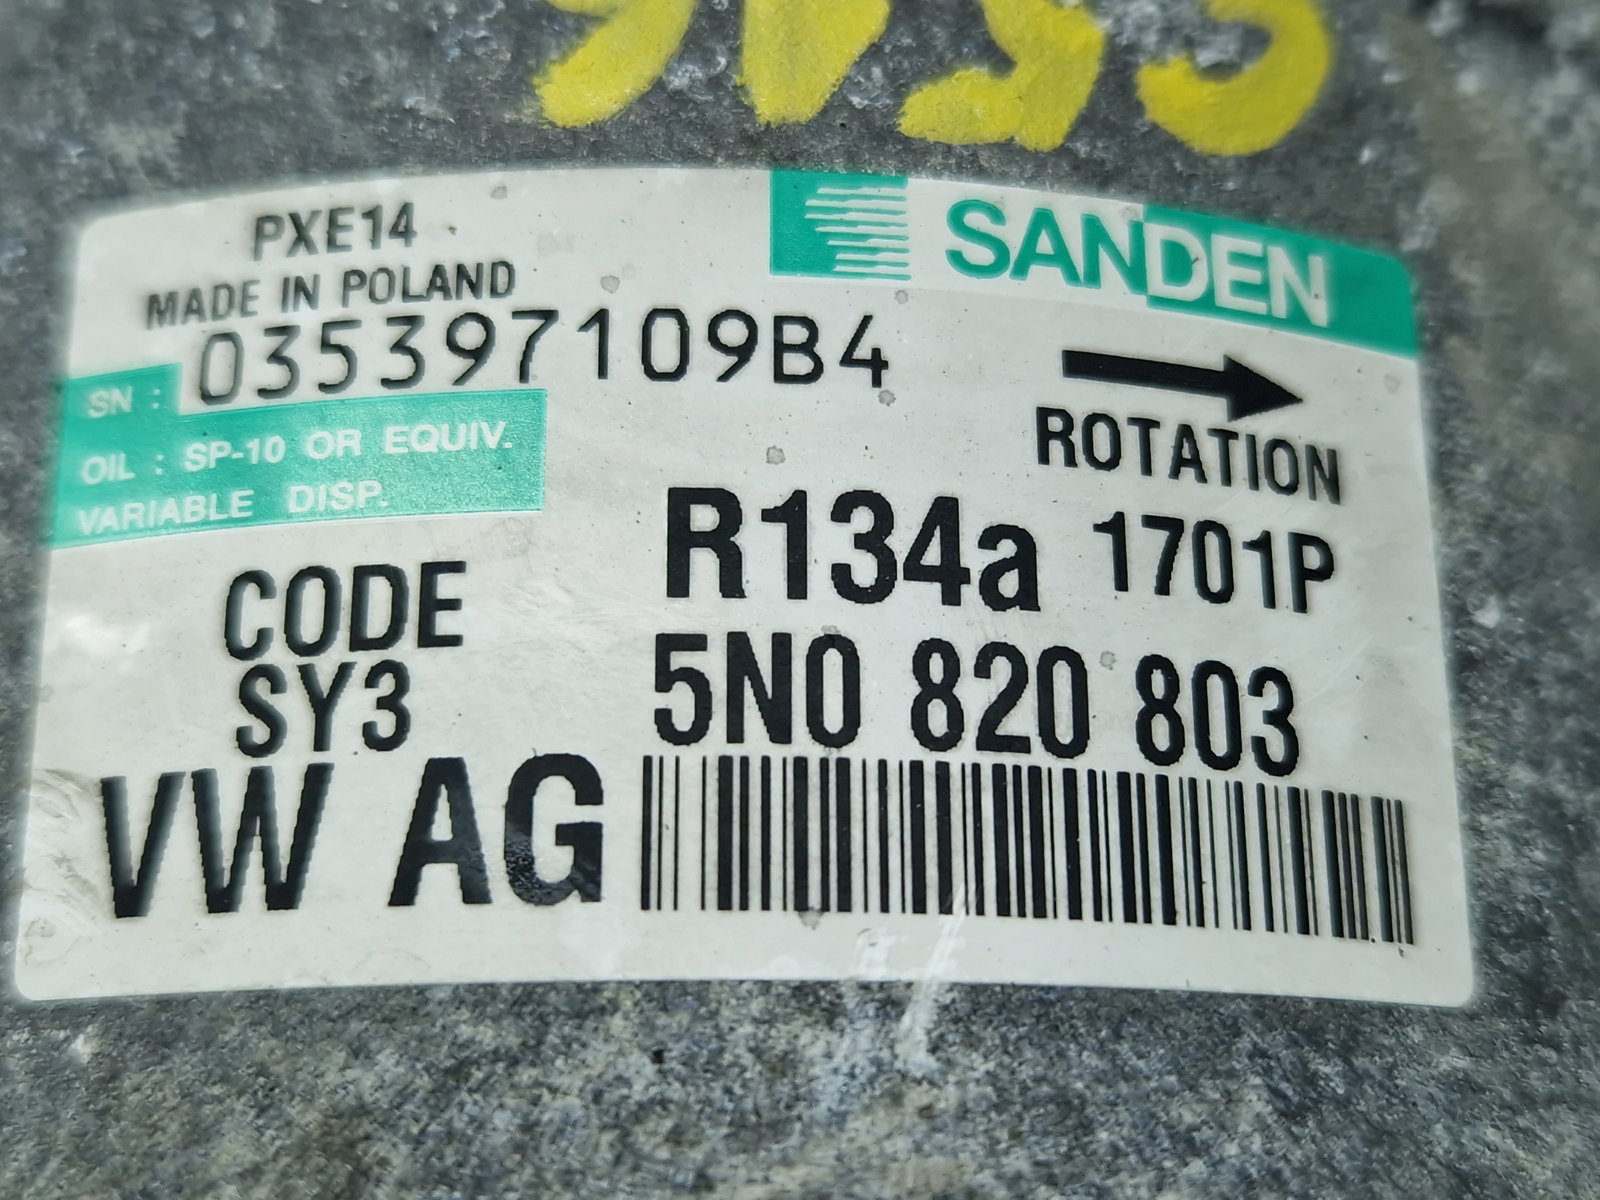 PXE14
MADE IN POLAND
SANDEN
SN : 035397109B4
OIL : SP-10 OR EQUIV.
VARIABLE DISP.
ROTATION
R134a 1701P
CODE
SY3
5N0 820 803
VW AG